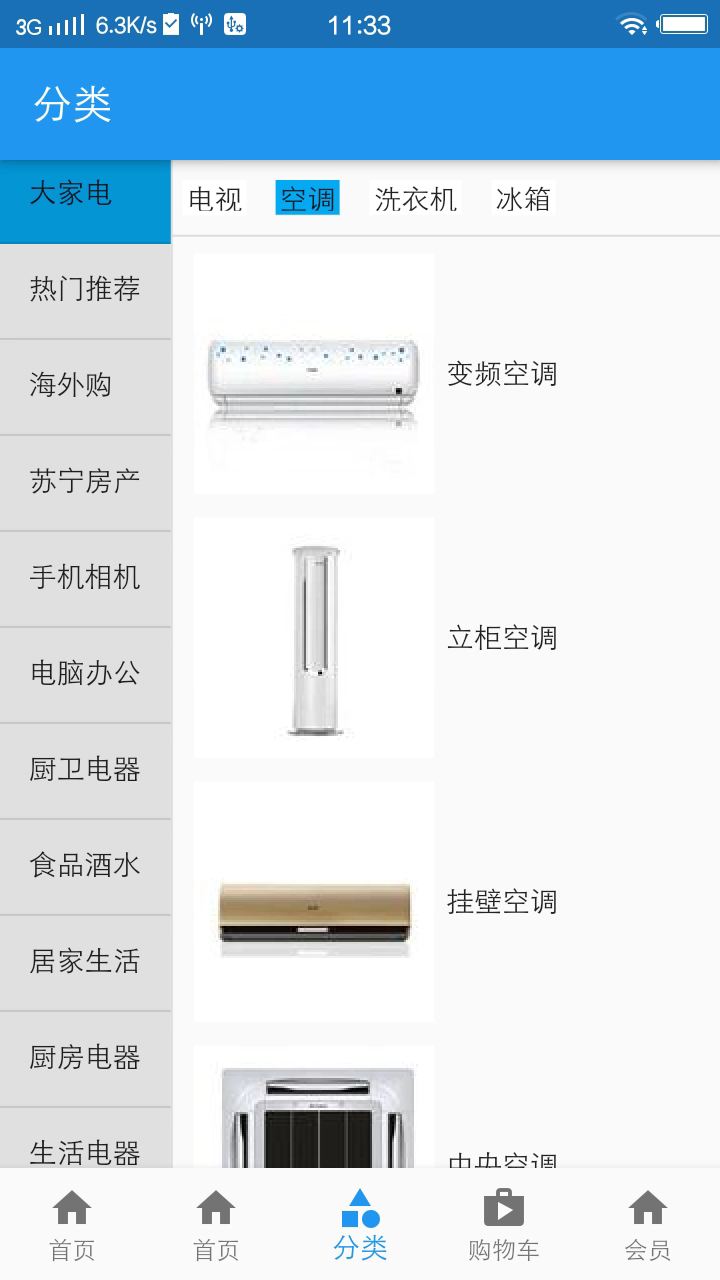 3G 6.3K/s 11:33
分类
大家电
热门推荐
海外购
苏宁房产
手机相机
电脑办公
厨卫电器
食品酒水
居家生活
厨房电器
生活电器
电视 空调 洗衣机 冰箱
变频空调
立柜空调
挂壁空调
中央空调
首页 首页 分类 购物车 会员